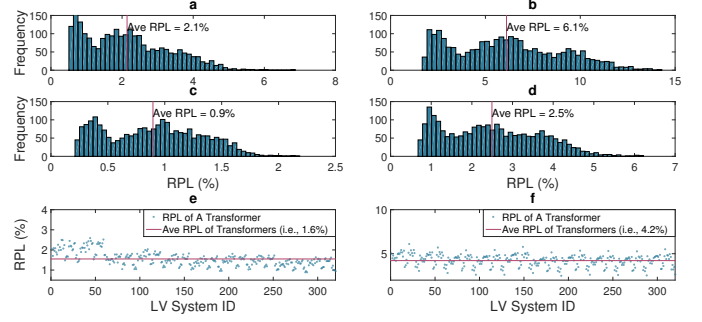 a
b
Frequency
150
100
50
0
Ave RPL = 2.1%
0 2 4 6 8
150
100
50
0
Ave RPL = 6.1%
0 5 10 15
c
d
Frequency
150
100
50
0
Ave RPL = 0.9%
0 0.5 1 1.5 2 2.5
RPL (%)
150
100
50
0
Ave RPL = 2.5%
0 1 2 3 4 5 6 7
RPL (%)
e
f
RPL (%)
4
3
2
1
RPL of A Transformer
Ave RPL of Transformers (i.e., 1.6%)
0 50 100 150 200 250 300
LV System ID
10
5
RPL of A Transformer
Ave RPL of Transformers (i.e., 4.2%)
0 50 100 150 200 250 300
LV System ID